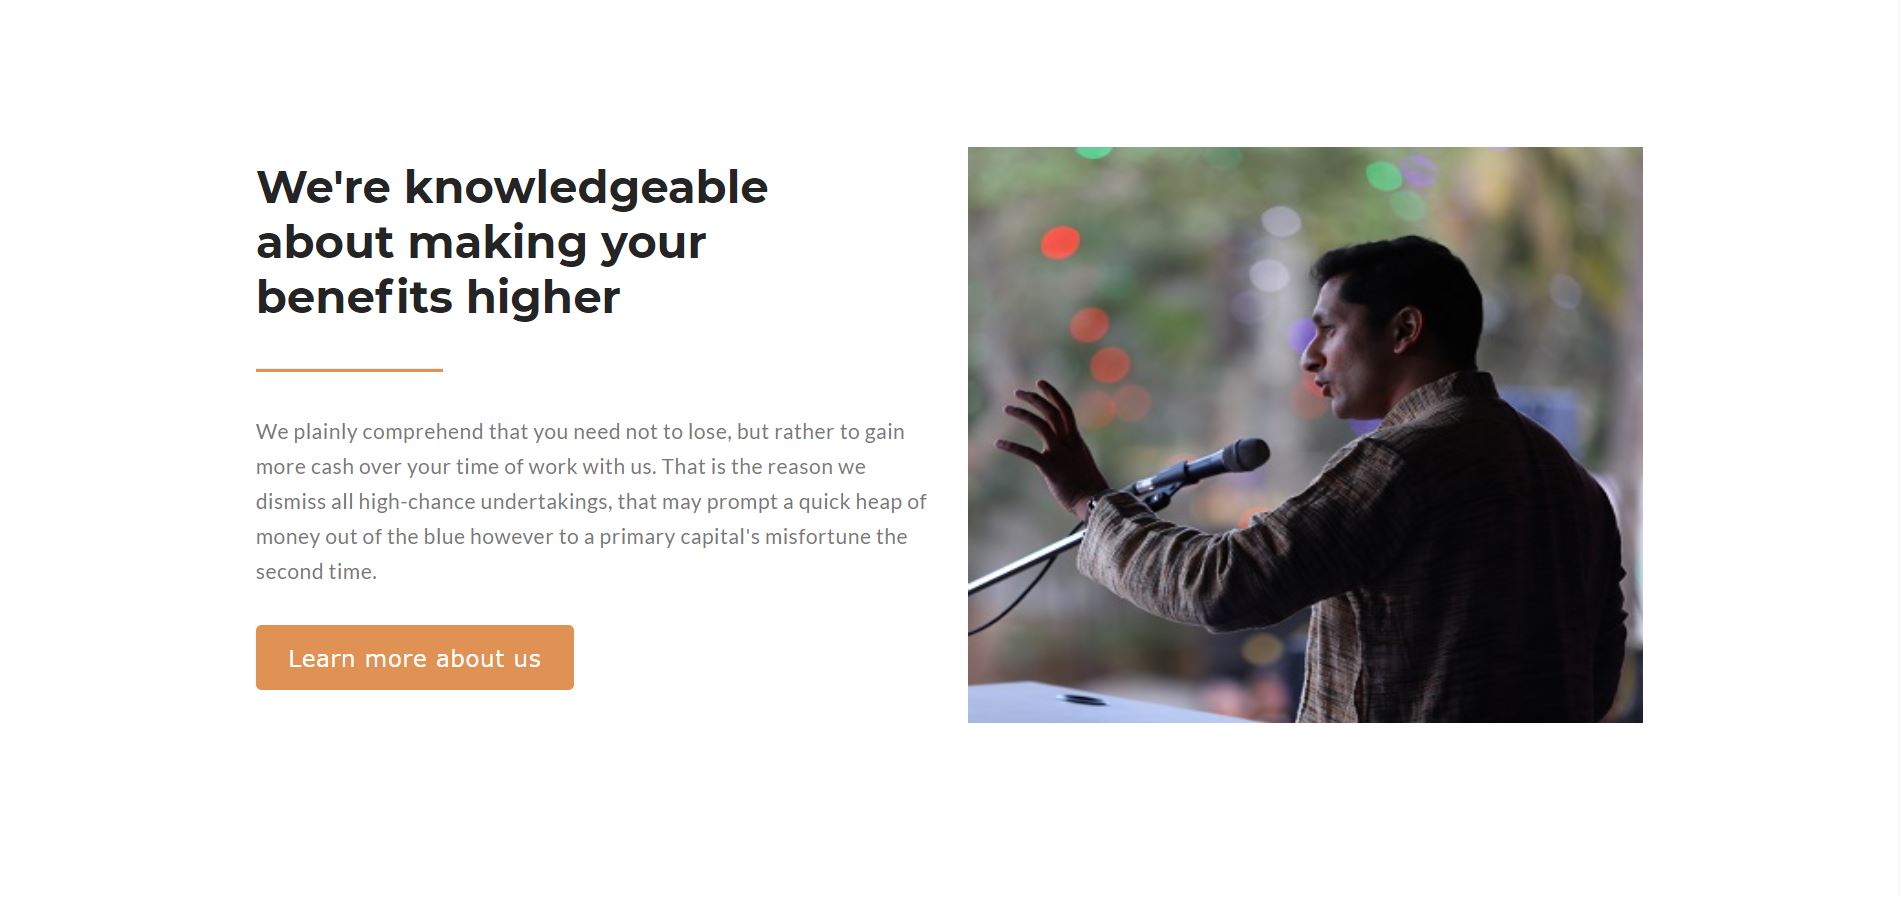 We're knowledgeable
about making your
benefits higher
We plainly comprehend that you need not to lose, but rather to gain
more cash over your time of work with us. That is the reason we
dismiss all high-chance undertakings, that may prompt a quick heap of
money out of the blue however to a primary capital's misfortune the
second time.
Learn more about us